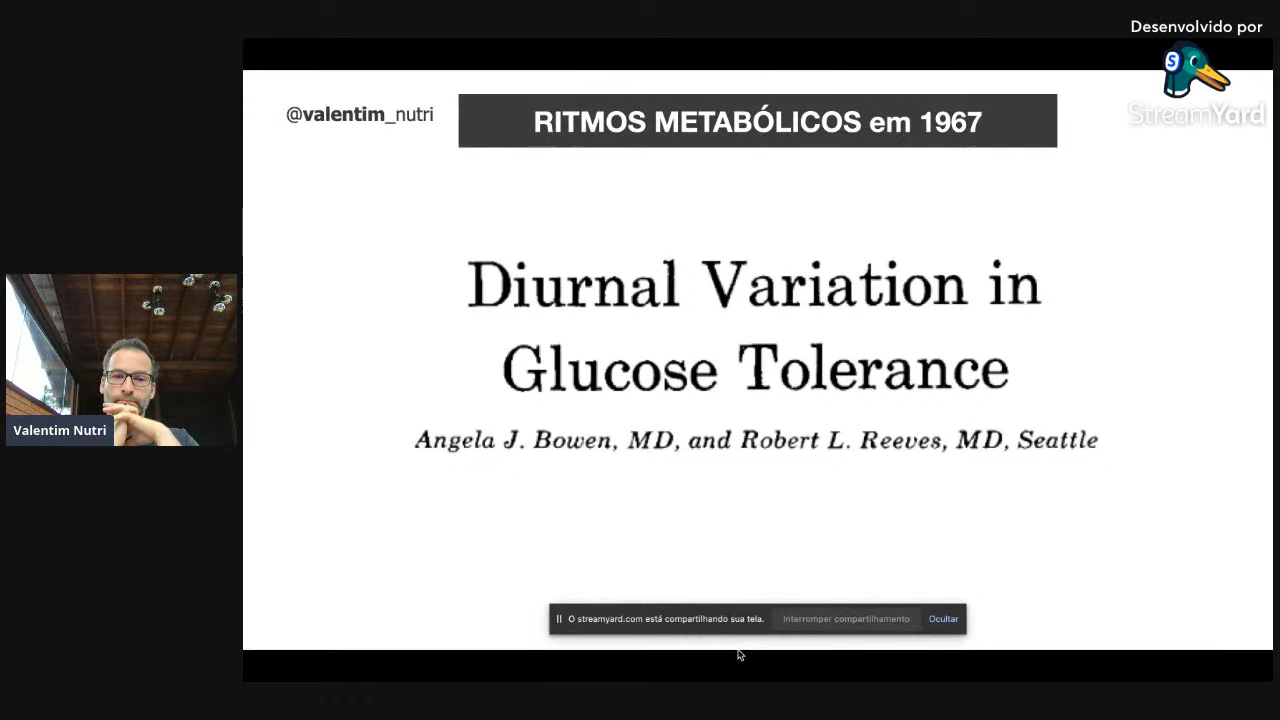 Desenvolvido por
StreamYard
@valentim_nutri
RITMOS METABÓLICOS em 1967
Diurnal Variation in
Glucose Tolerance
Angela J. Bowen, MD, and Robert L. Reeves, MD, Seattle
Valentim Nutri
O streamyard.com está compartilhando sua tela. Interromper compartilhamento Ocultar